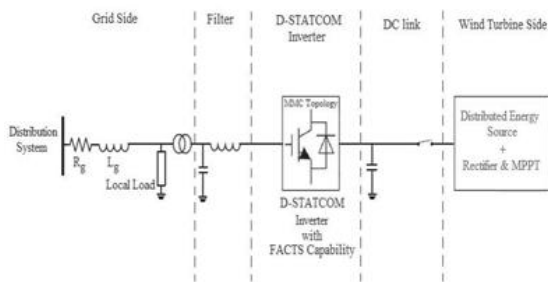 Grid Side
Filter
D-STATCOM
Inverter
DC link
Wind Turbine Side
MMC Topology
Distribution
System
Rg
Lg
Local Load
Distributed Energy
Source
+
Rectifier & MPPT
D-STATCOM
Inverter
with
FACTS Capability